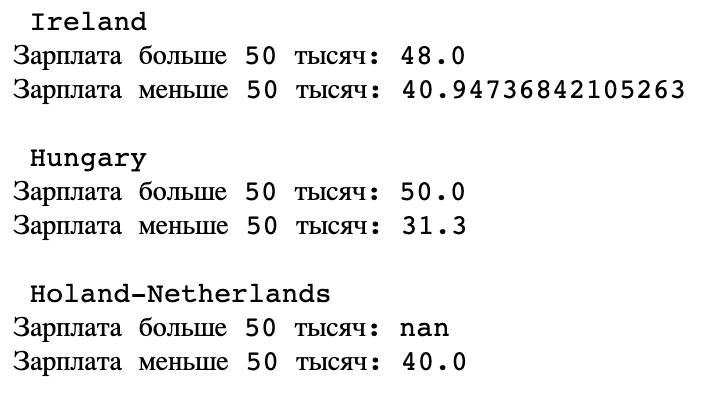 Ireland
Зарплата больше 50 тысяч: 48.0
Зарплата меньше 50 тысяч: 40.94736842105263
Hungary
Зарплата больше 50 тысяч: 50.0
Зарплата меньше 50 тысяч: 31.3
Holand-Netherlands
Зарплата больше 50 тысяч: nan
Зарплата меньше 50 тысяч: 40.0